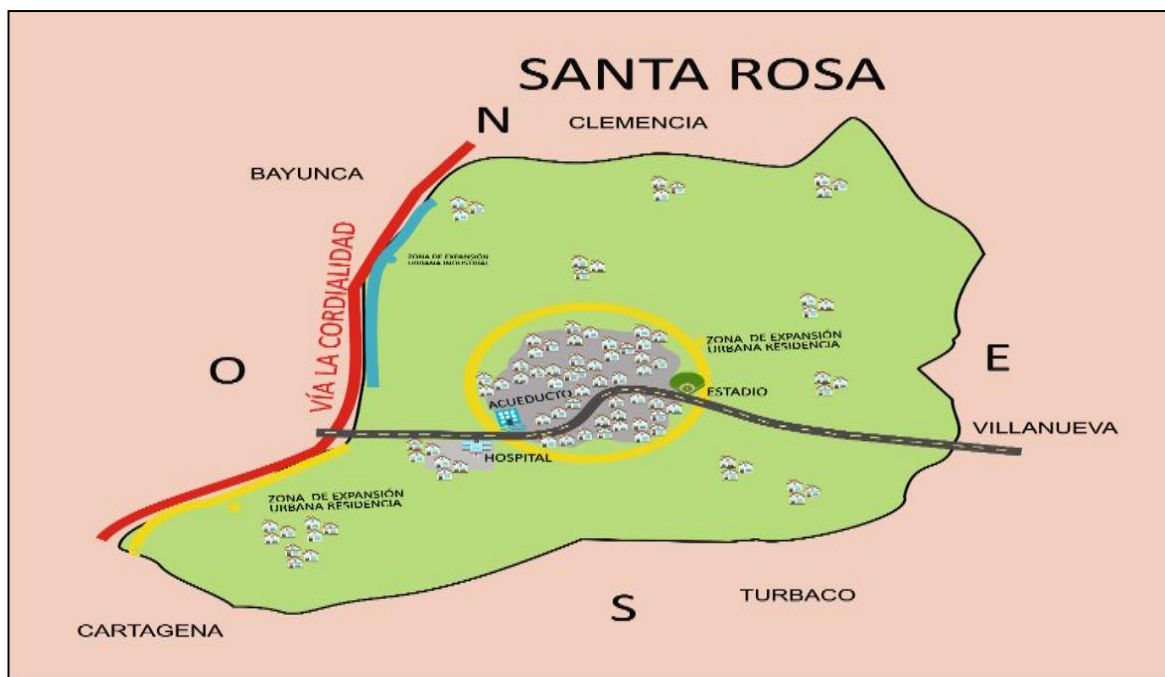 SANTA ROSA
N
CLEMENCIA
BAYUNCA
VÍA LA CORDIALIDAD
ZONA DE EXPANSIÓN
URBANA INDUSTRIAL
ZONA DE EXPANSIÓN
URBANA RESIDENCIA
O
E
ACUEDUCTO
ESTADIO
VILLANUEVA
HOSPITAL
ZONA DE EXPANSIÓN
URBANA RESIDENCIA
S
TURBACO
CARTAGENA